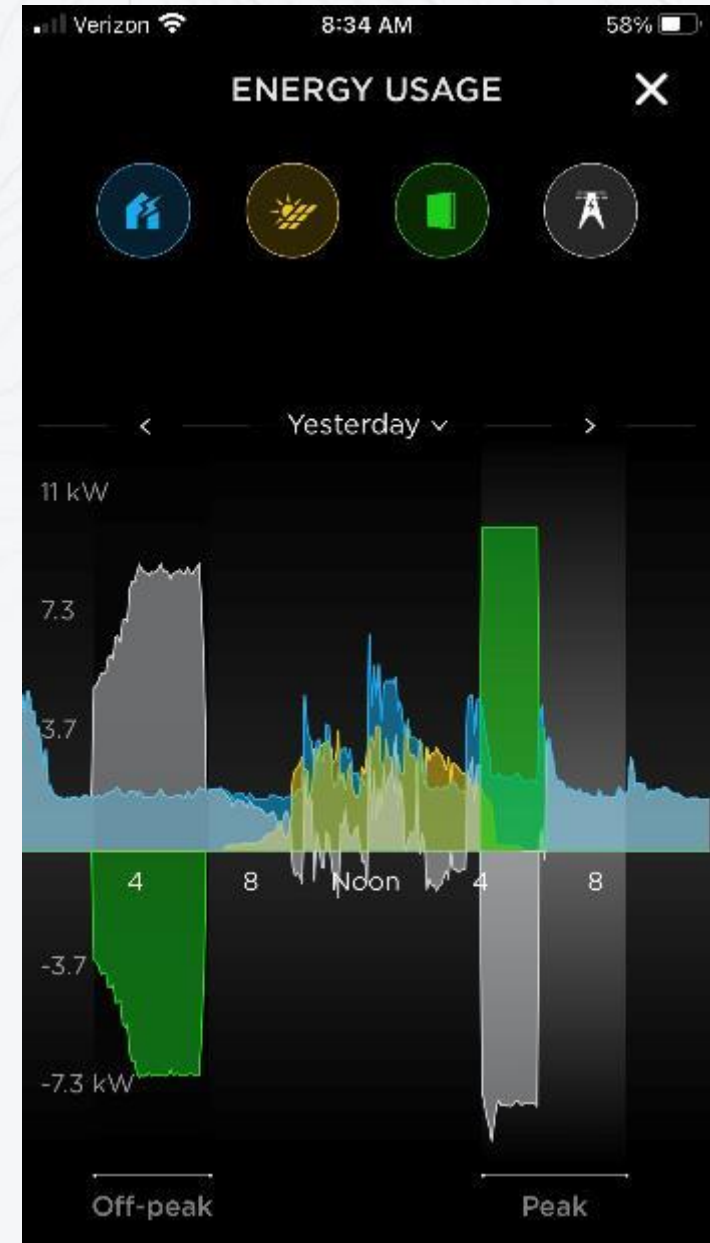 Verizon 8:34 AM 58%
ENERGY USAGE
Yesterday
11 kW
7.3
3.7
4 8 Noon 4 8
-3.7
-7.3 kW
Off-peak Peak